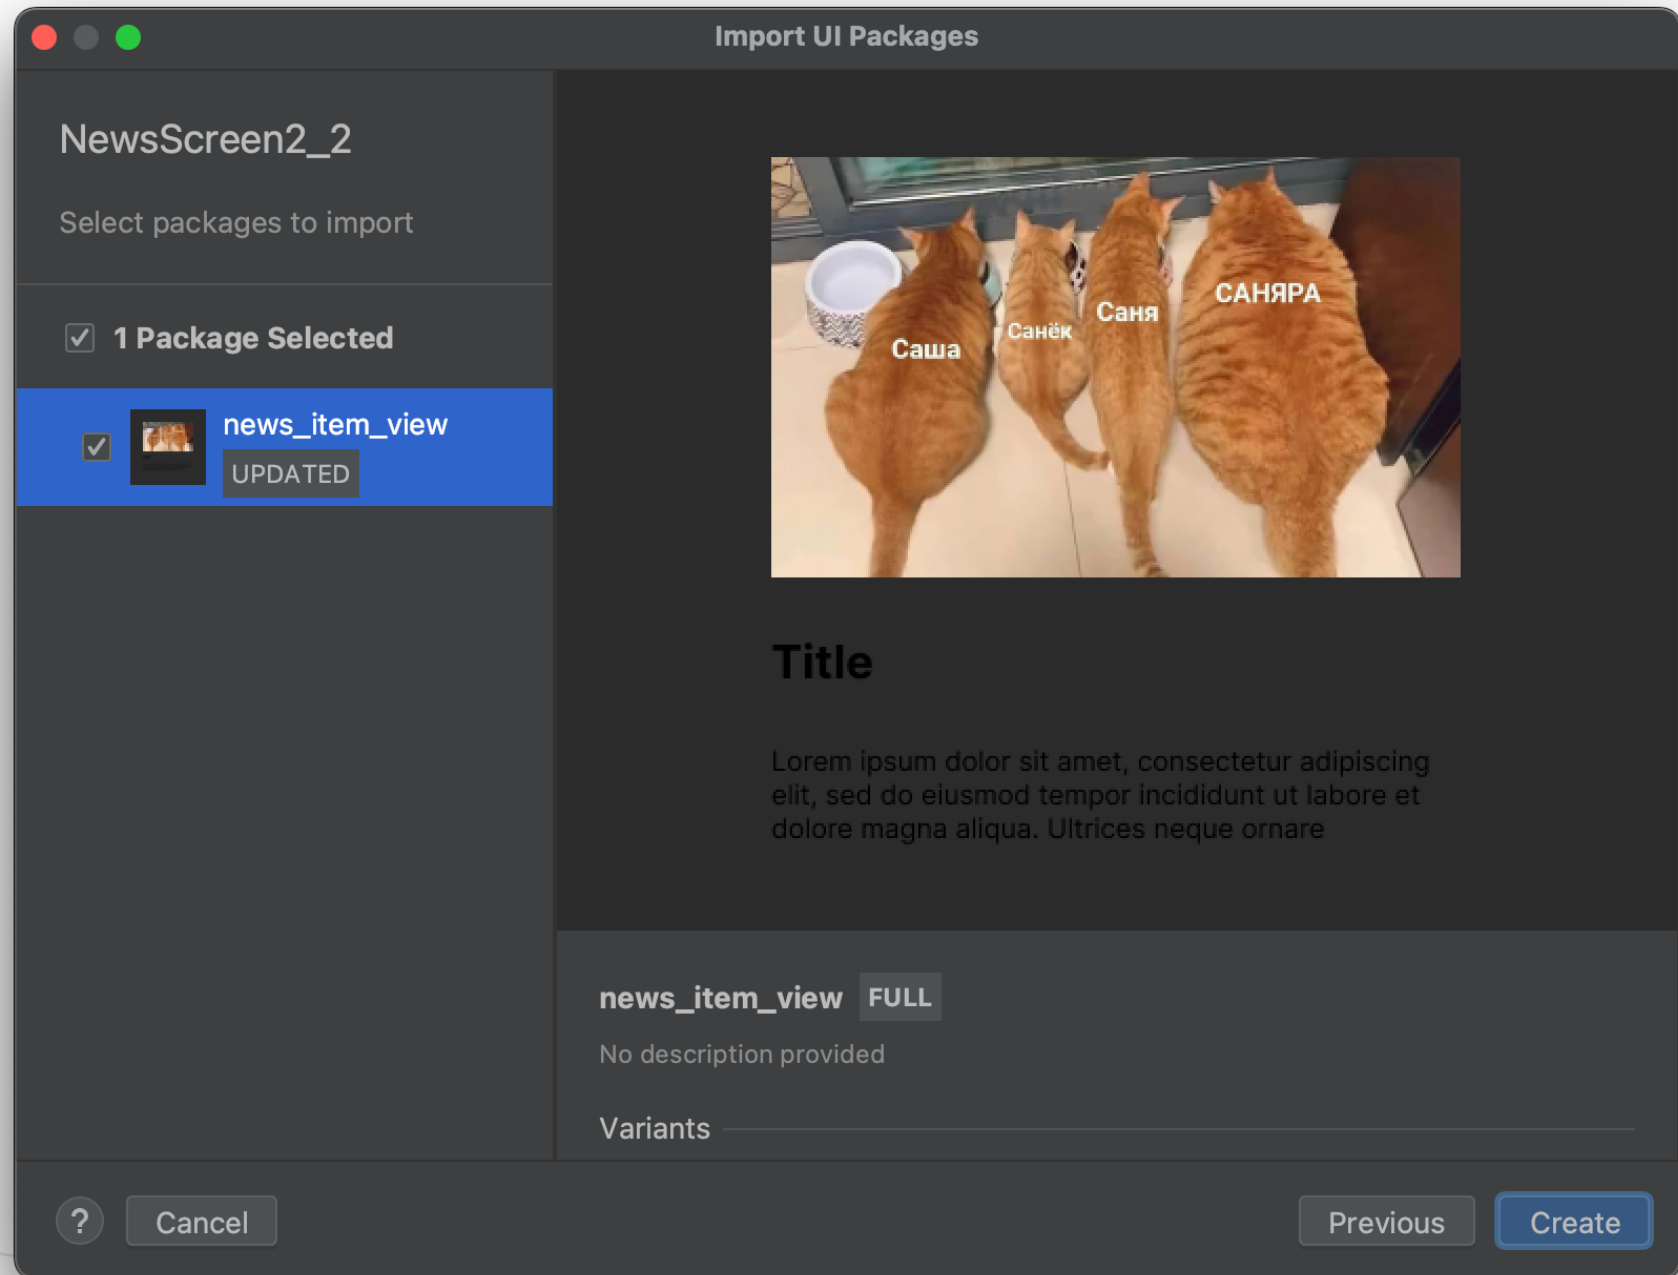 Import UI Packages
NewsScreen2_2
Select packages to import
1 Package Selected
news_item_view
UPDATED
Саша
Санёк
Саня
САНЯРА
Title
Lorem ipsum dolor sit amet, consectetur adipiscing
elit, sed do eiusmod tempor incididunt ut labore et
dolore magna aliqua. Ultrices neque ornare
news_item_view FULL
No description provided
Variants
?
Cancel
Previous
Create